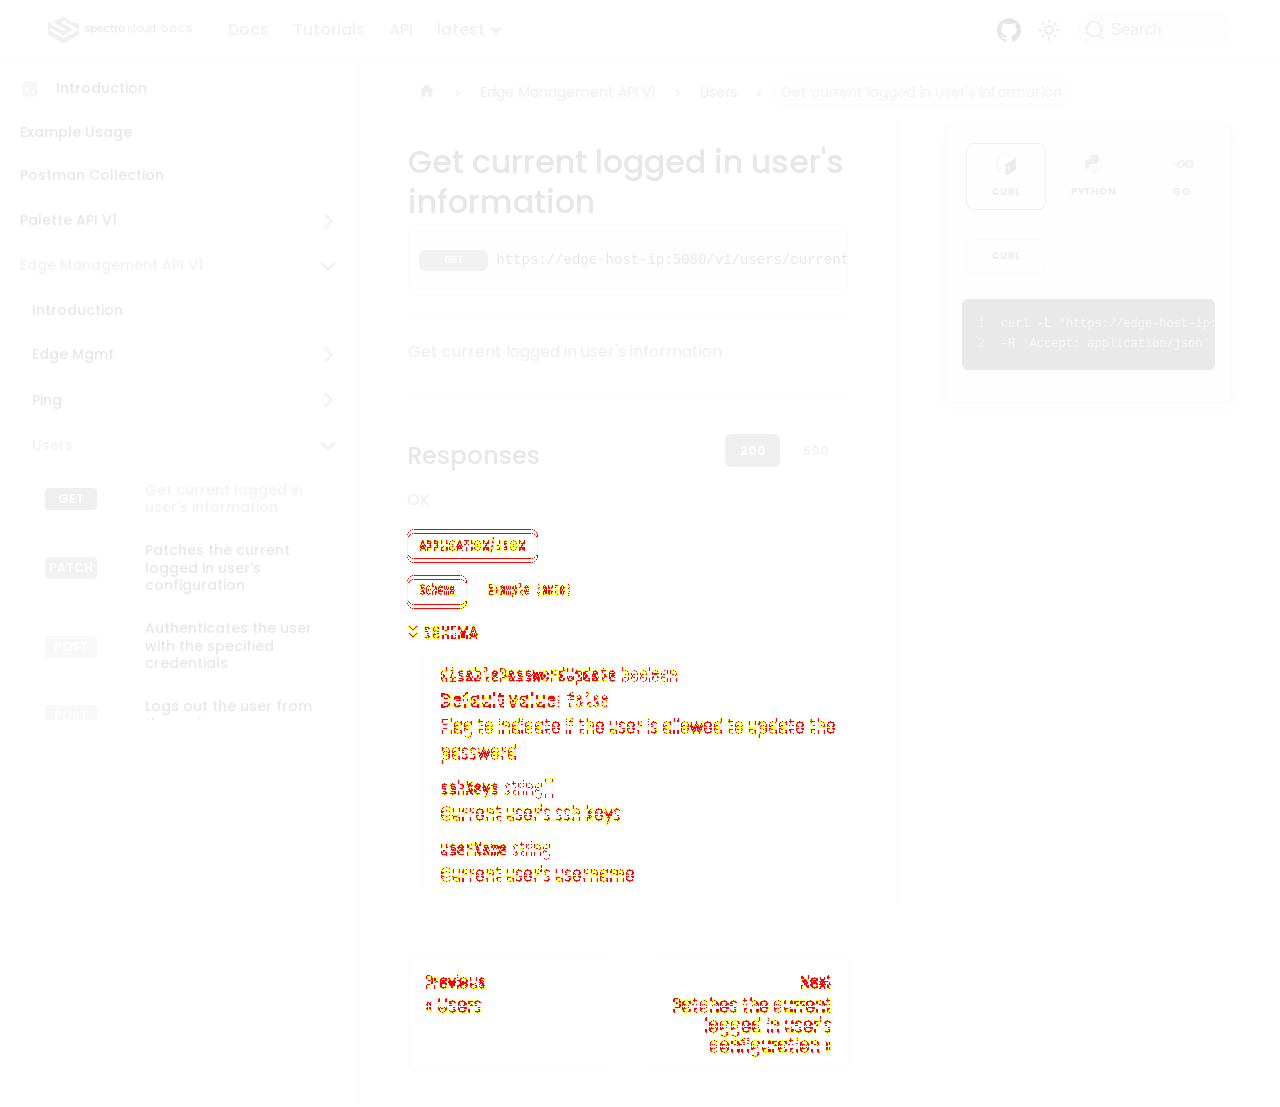 spectro cloud DOCS
Docs
Tutorials
API
latest
Search
Introduction
Example Usage
Postman Collection
Palette API V1
Edge Management API V1
Introduction
Edge Mgmt
Ping
Users
GET
Get current logged in
user's information
PATCH
Patches the current
logged in user's
configuration
POST
Authenticates the user
with the specified
credentials
POST
Logs out the user from
Edge Management API V1
Users
Get current logged in user's information
Get current logged in user's
information
GET https://edge-host-ip:5080/v1/users/current
Get current logged in user's information
Responses
200
500
OK
APPLICATION/JSON
Schema
Example (auto)
SCHEMA
disablePasswordUpdate boolean
Default value: false
Flag to indicate if the user is allowed to update the
password
sshKeys string[]
Current user's ssh keys
userName string
Current user's username
Previous
« Users
Next
Patches the current
logged in user's
configuration »
CURL
PYTHON
GO
GO
CURL
1 curl -L 'https://edge-host-ip:
2 -H 'Accept: application/json'